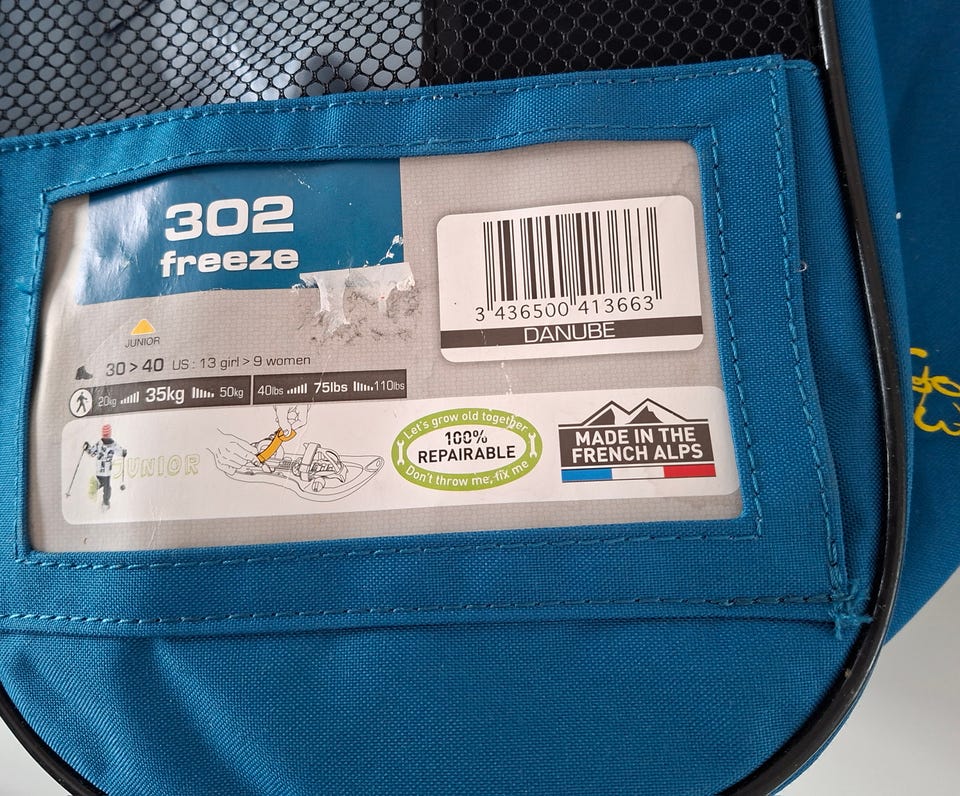 302
freeze
JUNIOR
30 > 40 US : 13 girl > 9 women
20kg 35kg 50kg 40lbs 75lbs 110lbs
3 436500 413663
DANUBE
JUNIOR
Let's grow old together
100%
REPAIRABLE
Don't throw me, fix me
MADE IN THE
FRENCH ALPS